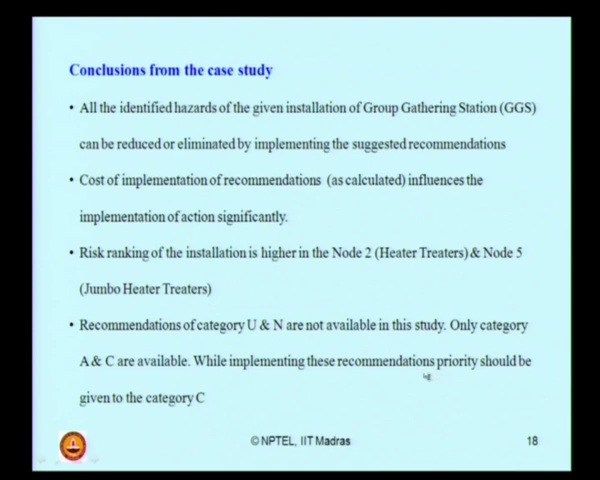 Conclusions from the case study
• All the identified hazards of the given installation of Group Gathering Station (GGS)
can be reduced or eliminated by implementing the suggested recommendations
• Cost of implementation of recommendations (as calculated) influences the
implementation of action significantly.
• Risk ranking of the installation is higher in the Node 2 (Heater Treaters) & Node 5
(Jumbo Heater Treaters)
• Recommendations of category U & N are not available in this study. Only category
A & C are available. While implementing these recommendations priority should be
given to the category C
© NPTEL, IIT Madras
18